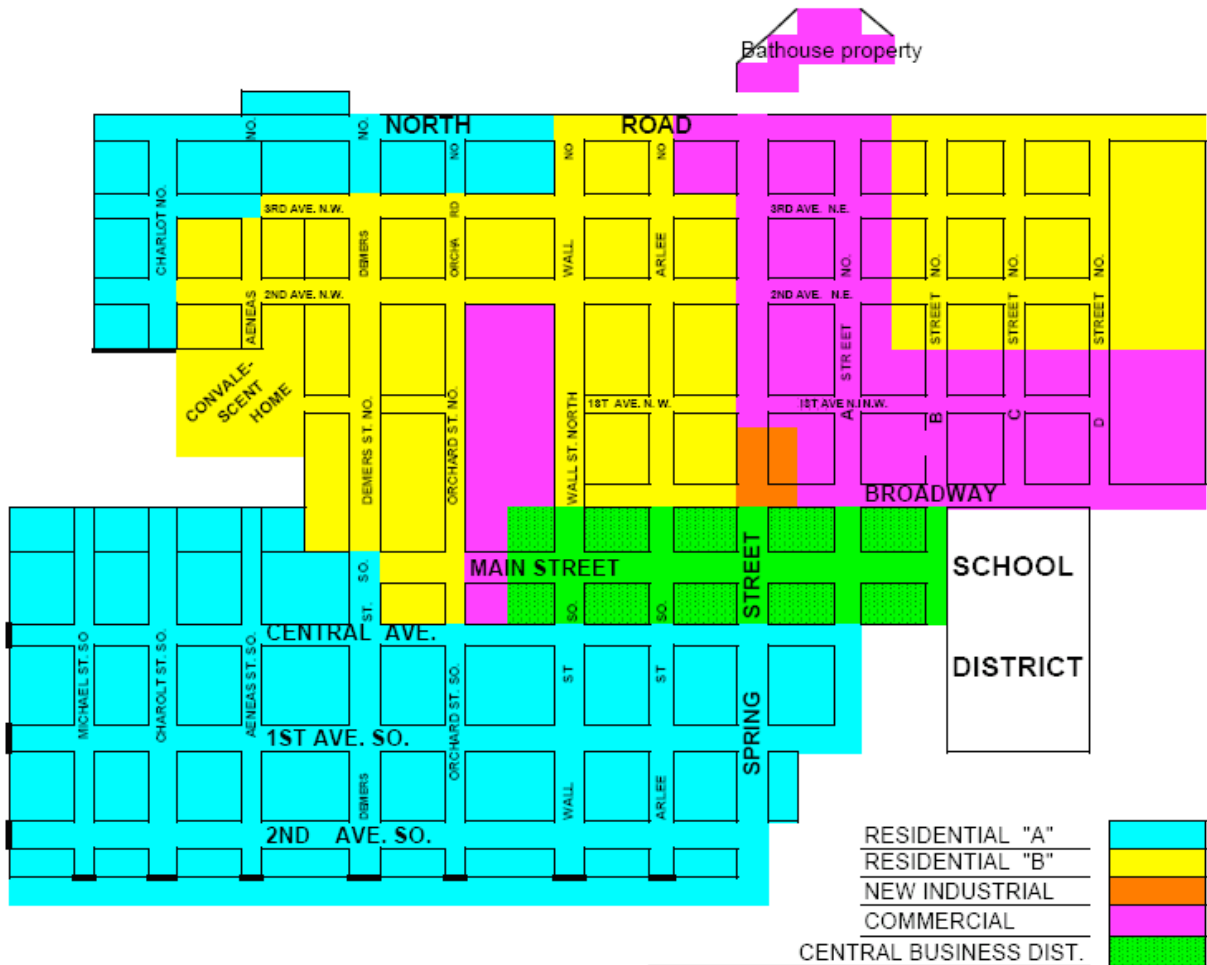 Bathouse property
NORTH ROAD
NO.
NO.
NO
NO
NO
CHARLOT NO.
3RD AVE. N.W.
ORCHA RD
3RD AVE. N.E.
DEMERS
WALL
ARLEE
NO.
NO.
NO.
NO.
2ND AVE. N.W.
AENEAS
2ND AVE. N.E.
STREET
STREET
STREET
STREET
CONVALE-
SCENT
HOME
1ST AVE. N.W.
1ST AVE N.I N.W.
A
B
C
D
DEMERS ST. NO.
ORCHARD ST. NO.
WALL ST. NORTH
BROADWAY
MAIN STREET
STREET
SCHOOL
DISTRICT
ST. SO.
SO.
SO.
CENTRAL AVE.
MICHAEL ST. SO
CHAROLT ST. SO.
AENEAS ST. SO.
ORCHARD ST. SO.
ST
ST
SPRING
1ST AVE. SO.
DEMERS
WALL
ARLEE
2ND AVE. SO.
RESIDENTIAL "A"
RESIDENTIAL "B"
NEW INDUSTRIAL
COMMERCIAL
CENTRAL BUSINESS DIST.